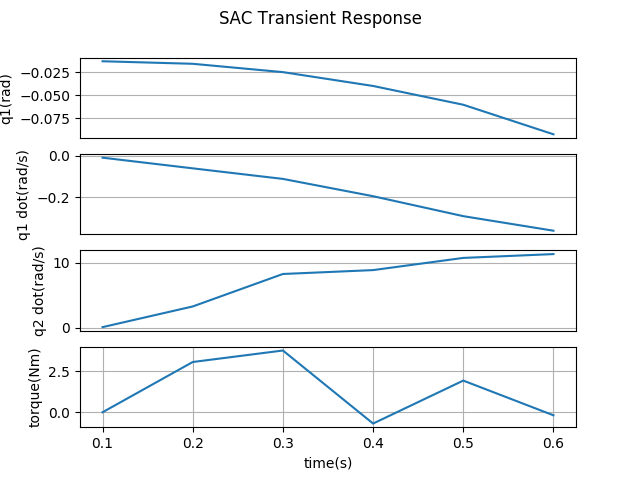 SAC Transient Response
q1(rad)
−0.025
−0.050
−0.075
q1 dot(rad/s)
0.0
−0.2
q2 dot(rad/s)
10
0
torque(Nm)
2.5
0.0
0.1 0.2 0.3 0.4 0.5 0.6
time(s)